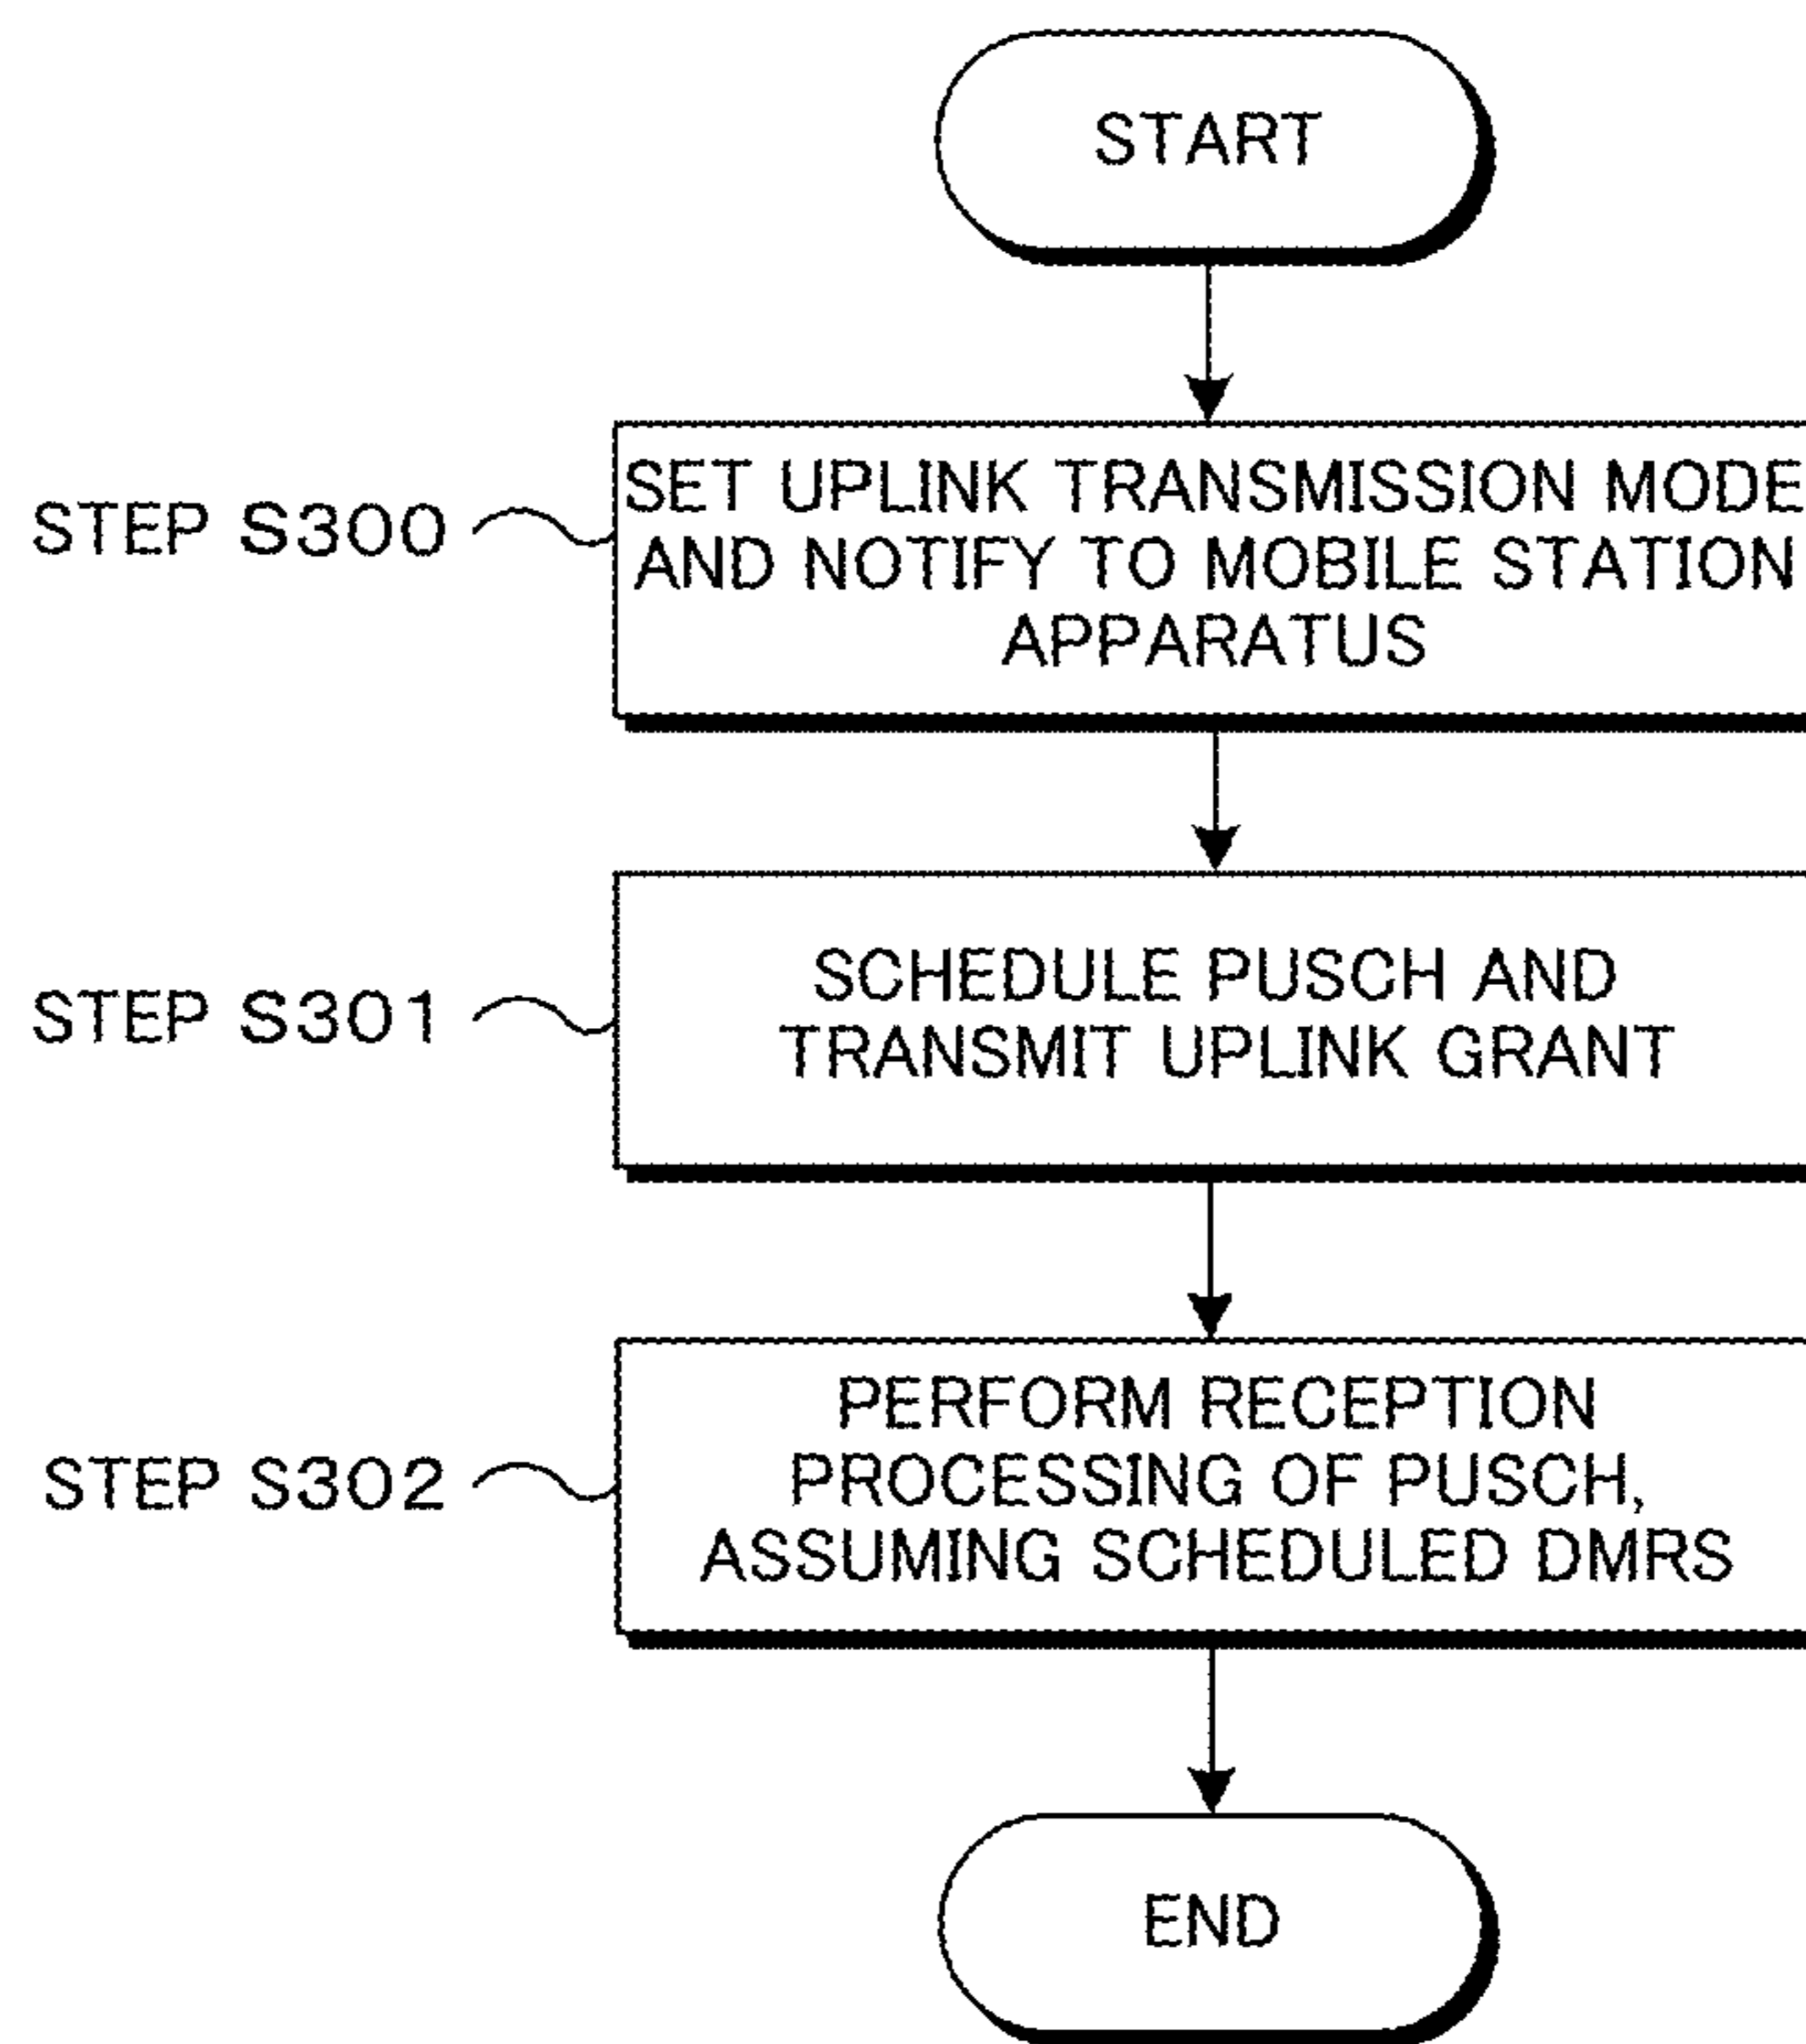 START
STEP S300
SET UPLINK TRANSMISSION MODE
AND NOTIFY TO MOBILE STATION
APPARATUS
STEP S301
SCHEDULE PUSCH AND
TRANSMIT UPLINK GRANT
STEP S302
PERFORM RECEPTION
PROCESSING OF PUSCH,
ASSUMING SCHEDULED DMRS
END